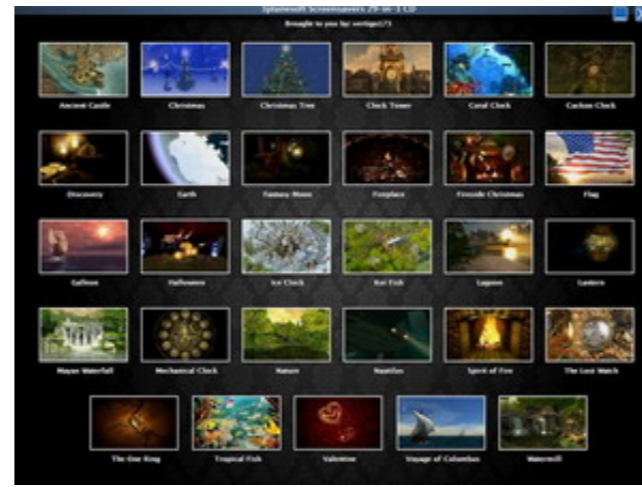 3planesoft Screensavers 29-in-1 CD
Brought to you by: vertigo173
Ancient Castle
Christmas
Christmas Tree
Clock Tower
Coral Clock
Cuckoo Clock
Discovery
Earth
Fantasy Moon
Fireplace
Fireside Christmas
Flag
Galleon
Halloween
Ice Clock
Koi Fish
Lagoon
Lantern
Mayan Waterfall
Mechanical Clock
Nature
Nautilus
Spirit of Fire
The Lost Watch
The One Ring
Tropical Fish
Valentine
Voyage of Columbus
Watermill